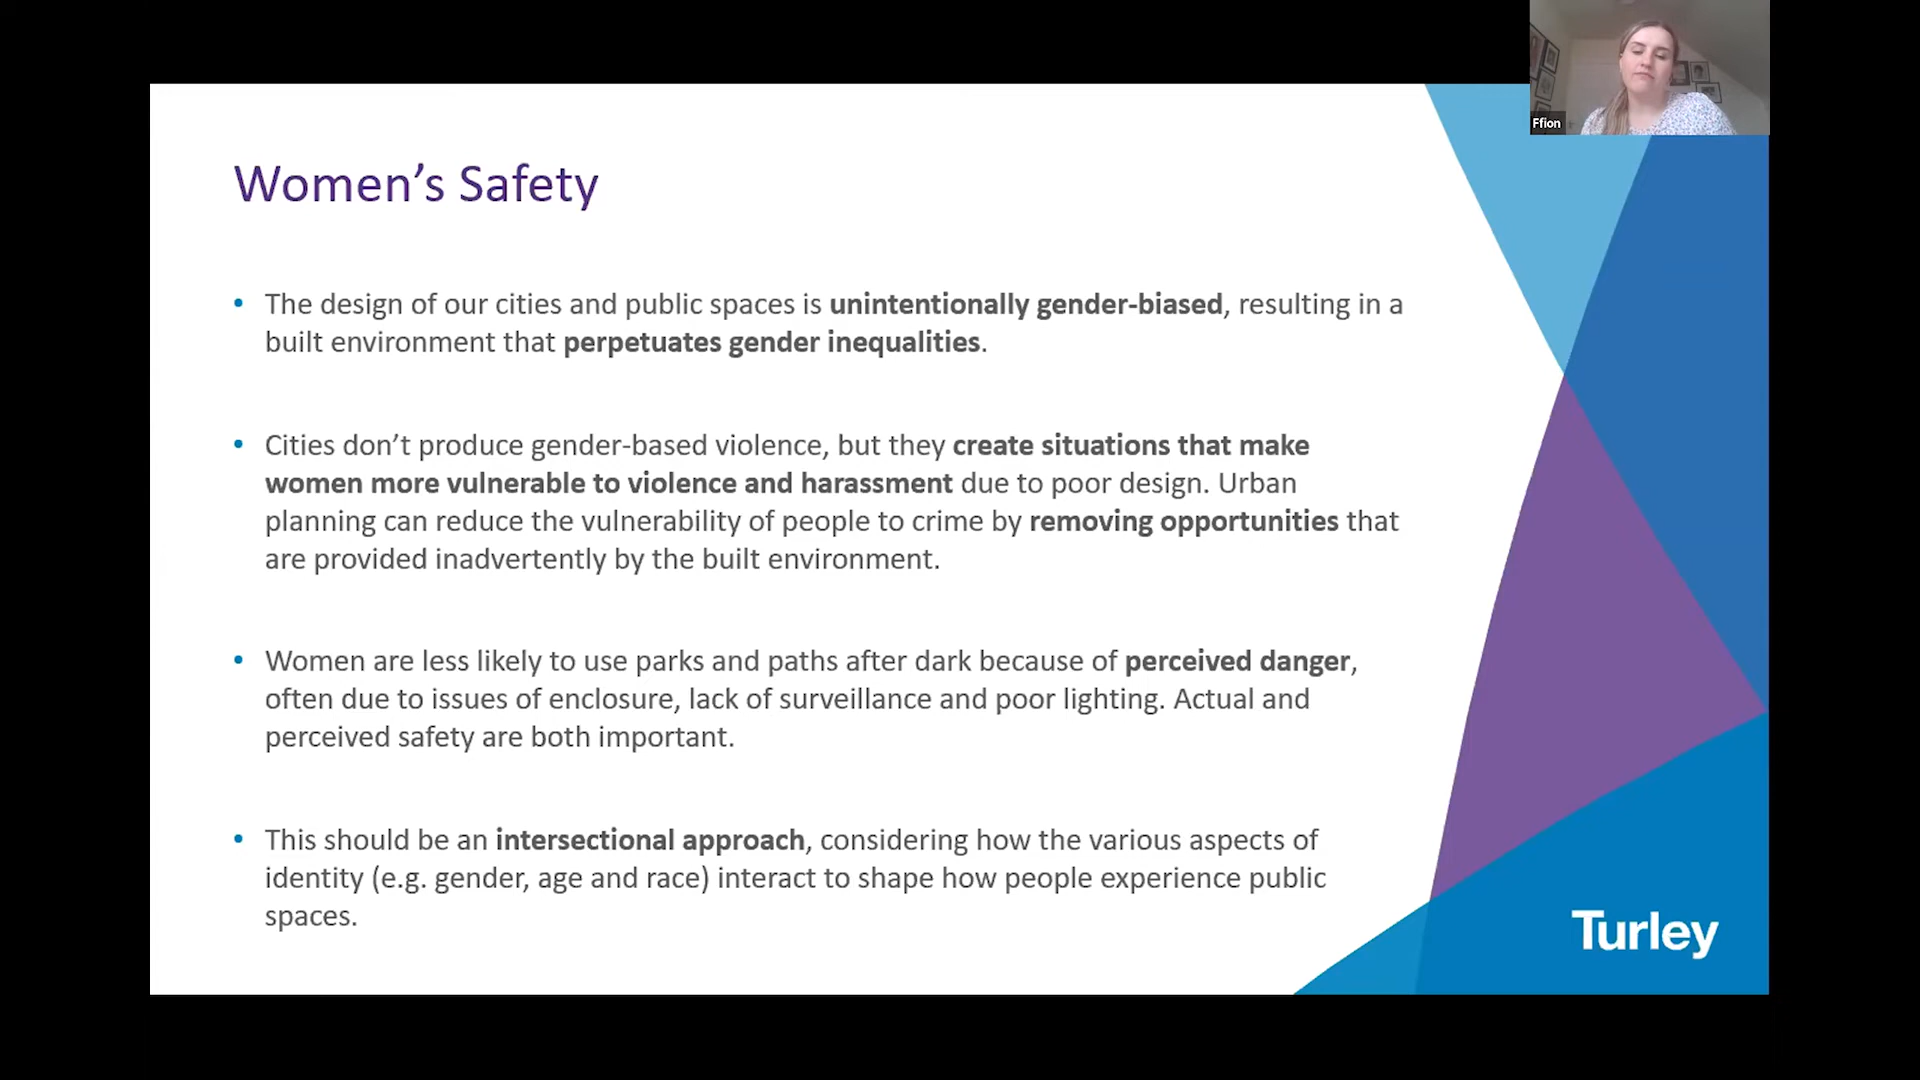 Ffion
Women’s Safety
• The design of our cities and public spaces is unintentionally gender-biased, resulting in a
built environment that perpetuates gender inequalities.
• Cities don’t produce gender-based violence, but they create situations that make
women more vulnerable to violence and harassment due to poor design. Urban
planning can reduce the vulnerability of people to crime by removing opportunities that
are provided inadvertently by the built environment.
• Women are less likely to use parks and paths after dark because of perceived danger,
often due to issues of enclosure, lack of surveillance and poor lighting. Actual and
perceived safety are both important.
• This should be an intersectional approach, considering how the various aspects of
identity (e.g. gender, age and race) interact to shape how people experience public
spaces.
Turley